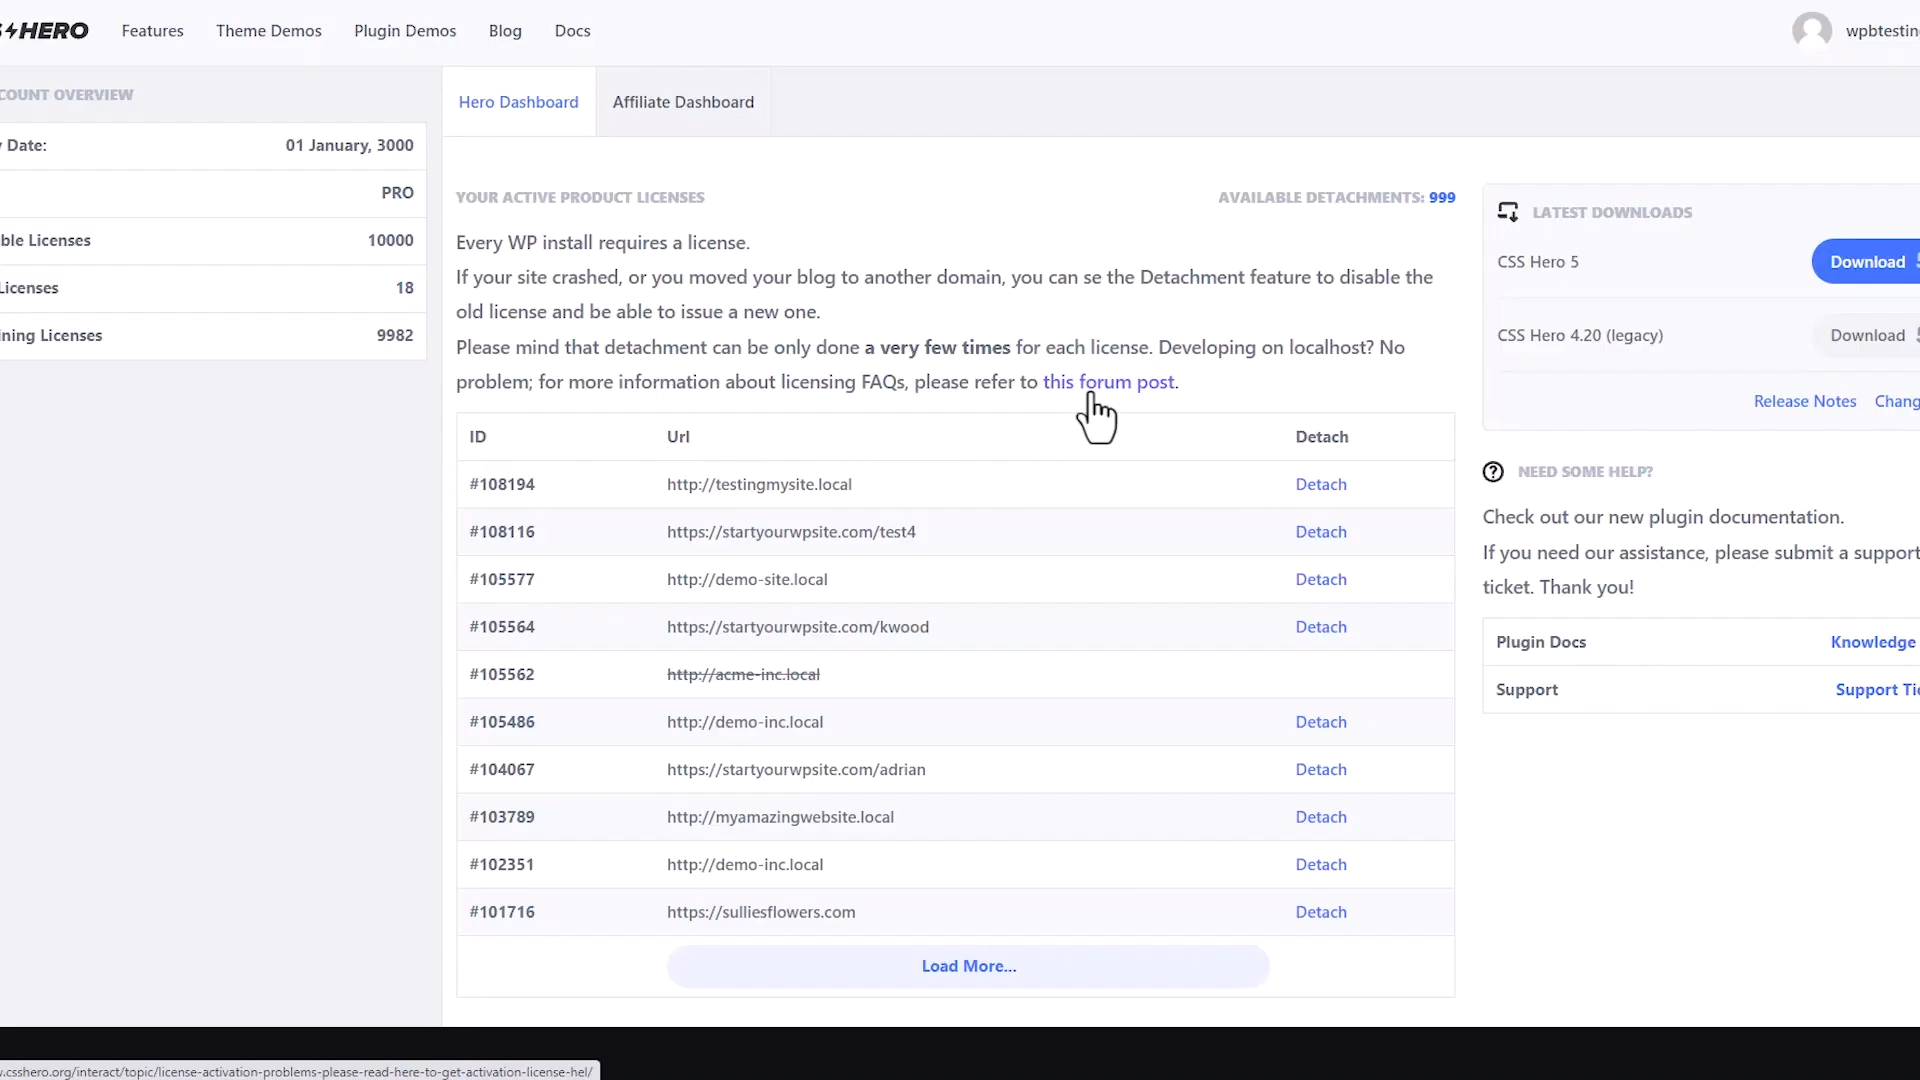 HERO
Features
Theme Demos
Plugin Demos
Blog
Docs
wpbtestin
COUNT OVERVIEW
Date:
01 January, 3000
PRO
ble Licenses
10000
Licenses
18
ining Licenses
9982
Hero Dashboard
Affiliate Dashboard
YOUR ACTIVE PRODUCT LICENSES
AVAILABLE DETACHMENTS: 999
Every WP install requires a license.
If your site crashed, or you moved your blog to another domain, you can se the Detachment feature to disable the
old license and be able to issue a new one.
Please mind that detachment can be only done a very few times for each license. Developing on localhost? No
problem; for more information about licensing FAQs, please refer to this forum post.
ID
Url
Detach
#108194
http://testingmysite.local
Detach
#108116
https://startyourwpsite.com/test4
Detach
#105577
http://demo-site.local
Detach
#105564
https://startyourwpsite.com/kwood
Detach
#105562
http://acme-inc.local
#105486
http://demo-inc.local
Detach
#104067
https://startyourwpsite.com/adrian
Detach
#103789
http://myamazingwebsite.local
Detach
#102351
http://demo-inc.local
Detach
#101716
https://sulliesflowers.com
Detach
Load More...
LATEST DOWNLOADS
CSS Hero 5
Download
CSS Hero 4.20 (legacy)
Download
Release Notes
Chang
NEED SOME HELP?
Check out our new plugin documentation.
If you need our assistance, please submit a support
ticket. Thank you!
Plugin Docs
Knowledge
Support
Support Tic
.csshero.org/interact/topic/license-activation-problems-please-read-here-to-get-activation-license-hel/